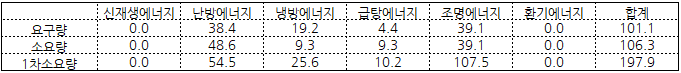 신재생에너지 난방에너지 냉방에너지 급탕에너지 조명에너지 환기에너지 합계
요구량 0.0 38.4 19.2 4.4 39.1 0.0 101.1
소요량 0.0 48.6 9.3 9.3 39.1 0.0 106.3
1차소요량 0.0 54.5 25.6 10.2 107.5 0.0 197.9